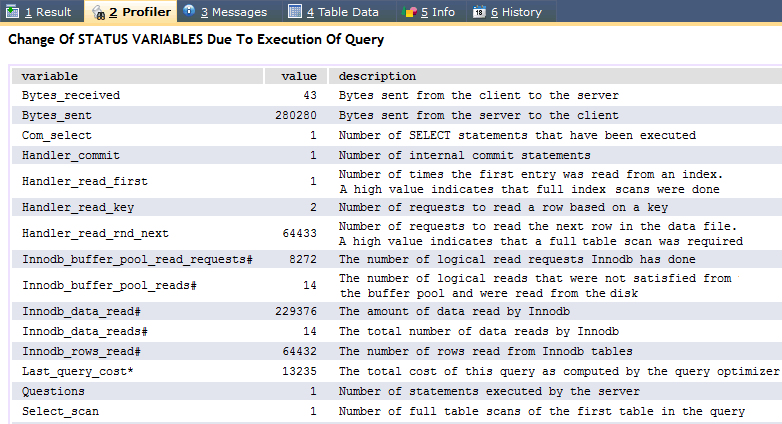 1 Result 2 Profiler 3 Messages 4 Table Data 5 Info 18 6 History
Change Of STATUS VARIABLES Due To Execution Of Query
variable value description
Bytes_received 43 Bytes sent from the client to the server
Bytes_sent 280280 Bytes sent from the server to the client
Com_select 1 Number of SELECT statements that have been executed
Handler_commit 1 Number of internal commit statements
Handler_read_first 1 Number of times the first entry was read from an index.
A high value indicates that full index scans were done
Handler_read_key 2 Number of requests to read a row based on a key
Handler_read_rnd_next 64433 Number of requests to read the next row in the data file.
A high value indicates that a full table scan was required
Innodb_buffer_pool_read_requests# 8272 The number of logical read requests Innodb has done
Innodb_buffer_pool_reads# 14 The number of logical reads that were not satisfied from
the buffer pool and were read from the disk
Innodb_data_read# 229376 The amount of data read by Innodb
Innodb_data_reads# 14 The total number of data reads by Innodb
Innodb_rows_read# 64432 The number of rows read from Innodb tables
Last_query_cost* 13235 The total cost of this query as computed by the query optimizer
Questions 1 Number of statements executed by the server
Select_scan 1 Number of full table scans of the first table in the query